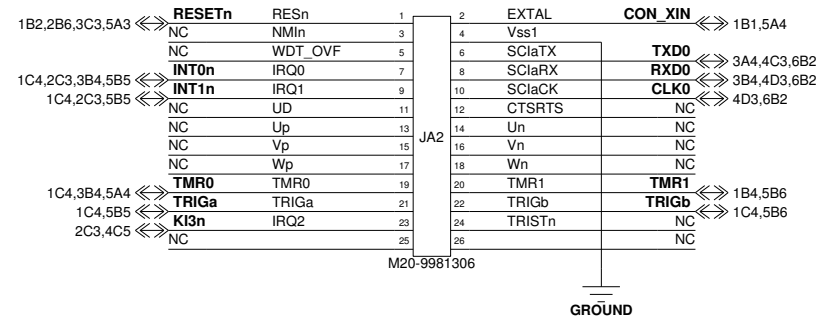 RESETn RESn 1 2 EXTAL CON_XIN
1B2,2B6,3C3,5A3 1B1,5A4
NC NMIn 3 4 Vss1
NC WDT_OVF 5 6 SCIaTX TXD0
3A4,4C3,6B2
INT0n IRQ0 7 8 SCIaRX RXD0
1C4,2C3,3B4,5B5 3B4,4D3,6B2
INT1n IRQ1 9 10 SCIaCK CLK0
1C4,2C3,5B5 4D3,6B2
NC UD 11 12 CTSRTS NC
NC Up 13 14 Un NC
JA2
NC Vp 15 16 Vn NC
NC Wp 17 18 Wn NC
TMR0 TMR0 19 20 TMR1 TMR1
1C4,3B4,5A4 1B4,5B6
TRIGa TRIGa 21 22 TRIGb TRIGb
1C4,5B5 1C4,5B6
KI3n IRQ2 23 24 TRISTn NC
2C3,4C5
NC 25 26 NC
M20-9981306
GROUND